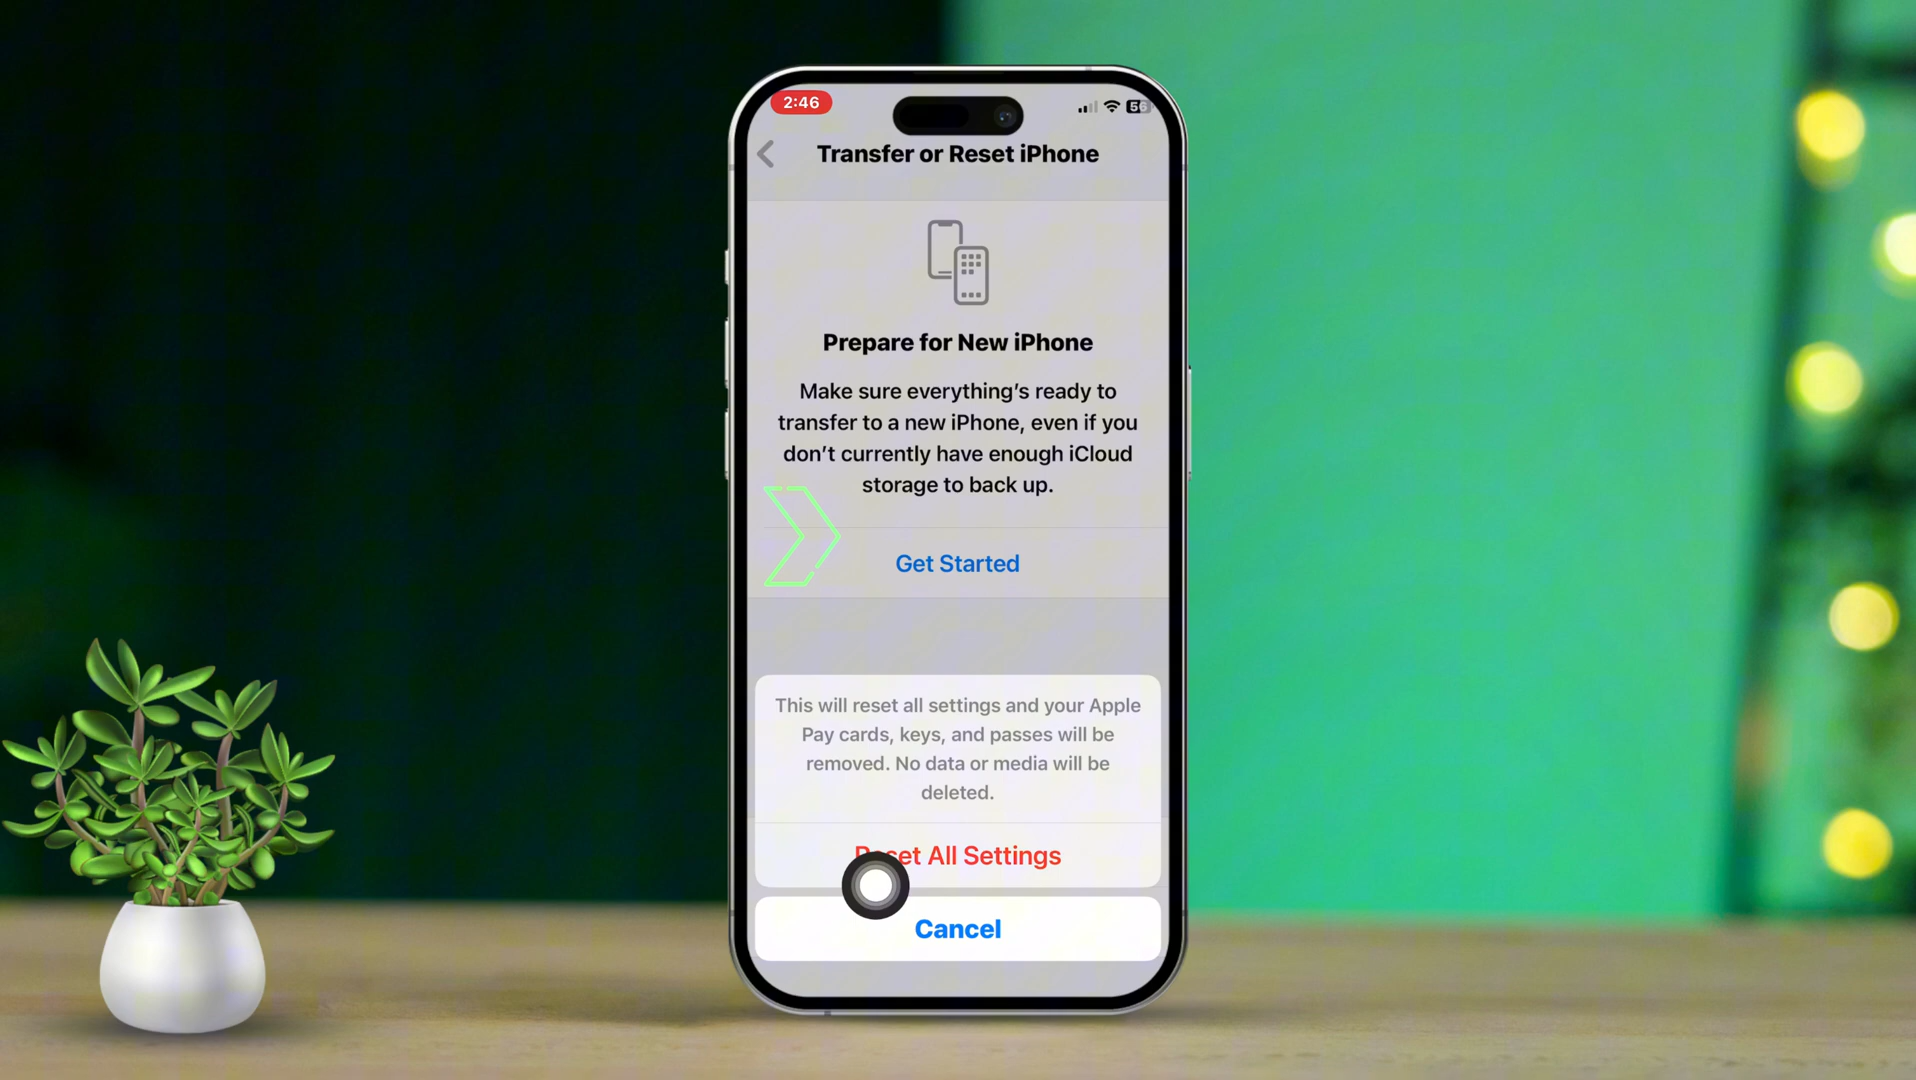 2:46
56
Transfer or Reset iPhone
Prepare for New iPhone
Make sure everything’s ready to
transfer to a new iPhone, even if you
don’t currently have enough iCloud
storage to back up.
Get Started
This will reset all settings and your Apple
Pay cards, keys, and passes will be
removed. No data or media will be
deleted.
Reset All Settings
Cancel